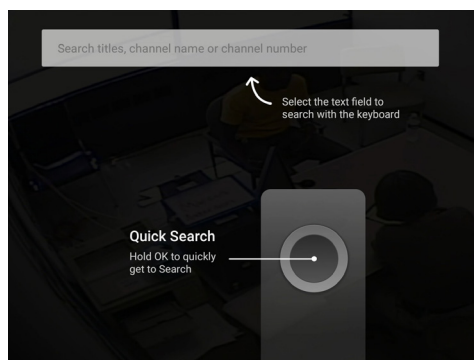 Search titles, channel name or channel number
Select the text field to
search with the keyboard
Quick Search
Hold OK to quickly
get to Search